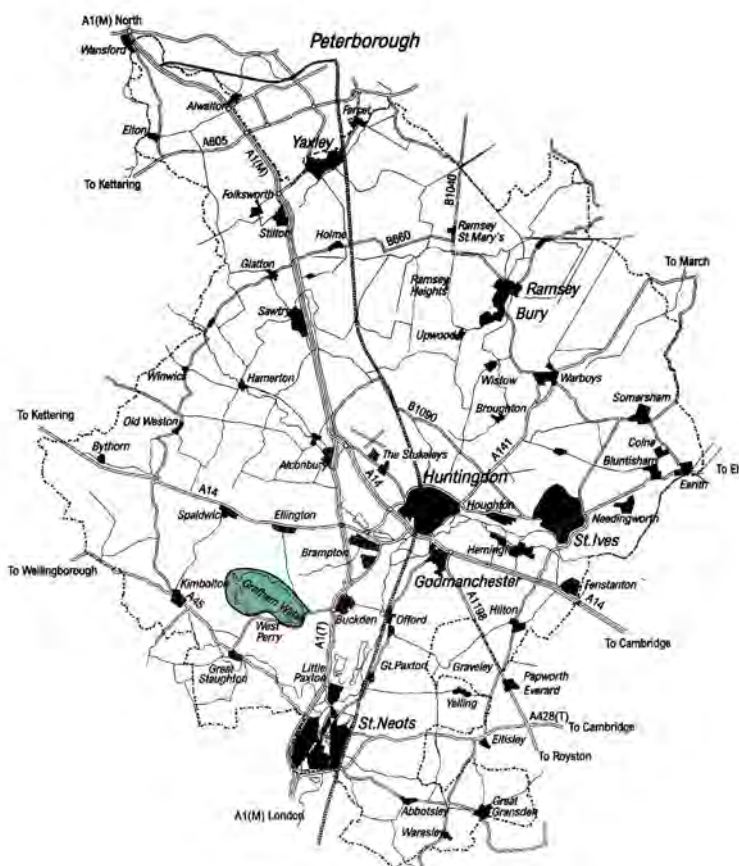 A1(M) North
Wansford
Peterborough
Alwalton
Farcet
Elton
A605
Yaxley
A1(M)
B1040
To Kettering
Folksworth
Stilton
Holme
B660
Ramsey
St.Mary's
To March
Glatton
Ramsey
Heights
Ramsey
Bury
Sawtry
Upwood
Winwick
Hamerton
Wistow
Warboys
To Kettering
Old Weston
B1090
Broughton
Somersham
Bythorn
The Stukeleys
A141
Colne
Alconbury
A14
Huntingdon
Bluntisham
Earith
A14
Houghton
Spaldwick
Ellington
St.Ives
Needingworth
Brampton
Heming
To Wellingborough
Kimbolton
Grafham Water
Godmanchester
Fenstanton
A45
A14
West
Perry
A1(T)
Buckden
Offord
A1198
Hilton
To Cambridge
Great
Staughton
Little
Paxton
Gt.Paxton
Graveley
Papworth
Everard
Yelling
St.Neots
A428(T)
To Cambridge
Eltisley
To Royston
A1(M) London
Abbotsley
Great
Gransden
Waresley